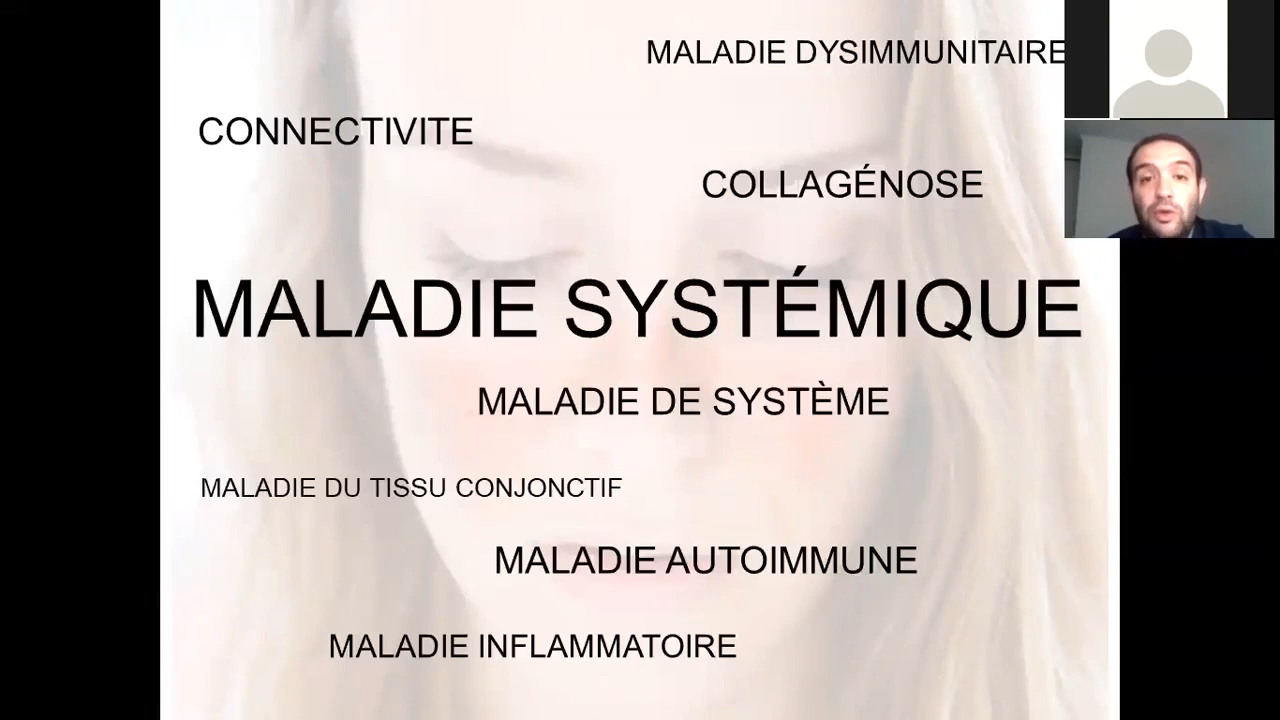 MALADIE DYSIMMUNITAIRE
CONNECTIVITE
COLLAGÉNOSE
MALADIE SYSTÉMIQUE
MALADIE DE SYSTÈME
MALADIE DU TISSU CONJONCTIF
MALADIE AUTOIMMUNE
MALADIE INFLAMMATOIRE